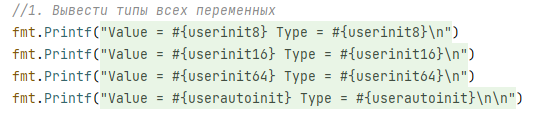 //1. Вывести типы всех переменных
fmt.Printf("Value = #{userinit8} Type = #{userinit8}\n")
fmt.Printf("Value = #{userinit16} Type = #{userinit16}\n")
fmt.Printf("Value = #{userinit64} Type = #{userinit64}\n")
fmt.Printf("Value = #{userautoinit} Type = #{userautoinit}\n\n")